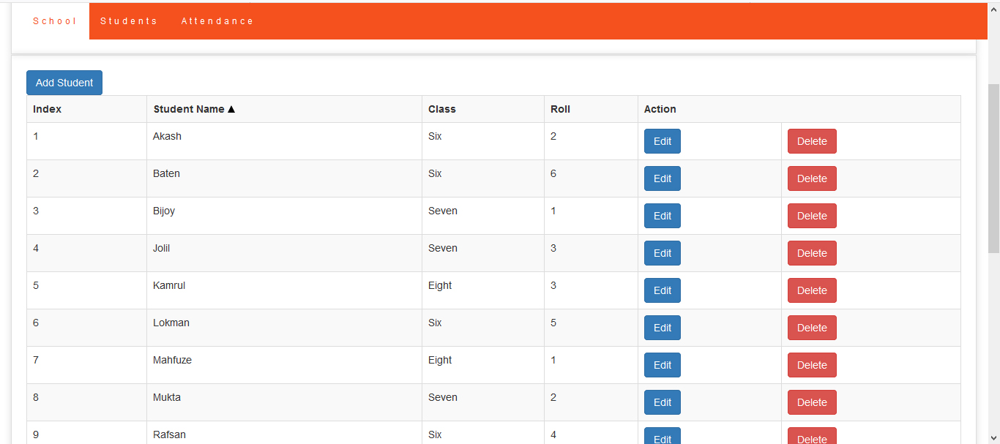 School Students Attendance
Add Student
Index Student Name ▲ Class Roll Action
1 Akash Six 2 Edit Delete
2 Baten Six 6 Edit Delete
3 Bijoy Seven 1 Edit Delete
4 Jolil Seven 3 Edit Delete
5 Kamrul Eight 3 Edit Delete
6 Lokman Six 5 Edit Delete
7 Mahfuze Eight 1 Edit Delete
8 Mukta Seven 2 Edit Delete
9 Rafsan Six 4 Edit Delete